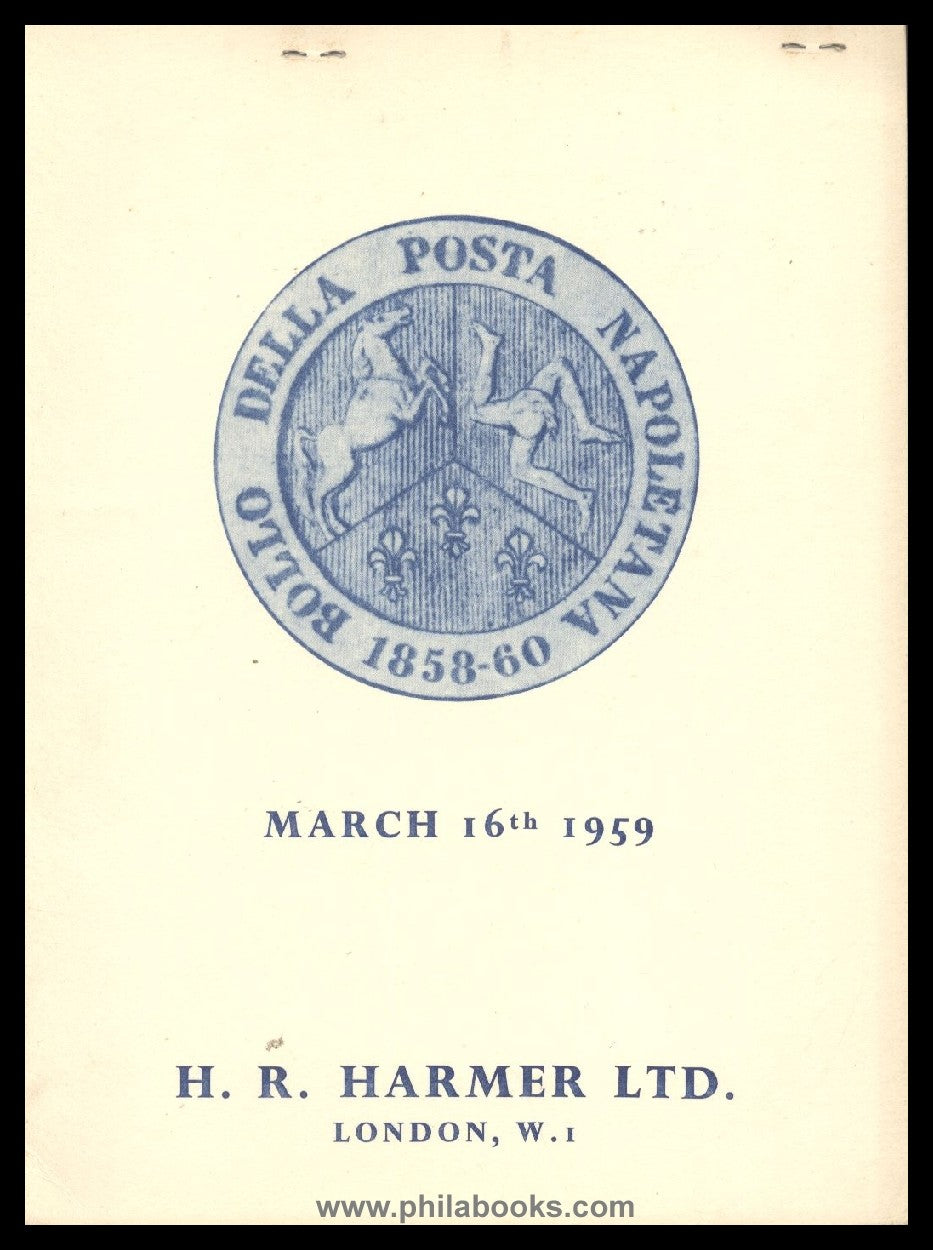 BOLLO DELLA POSTA NAPOLETANA
1858-60
MARCH 16th 1959
H. R. HARMER LTD.
LONDON, W.1
www.philabooks.com